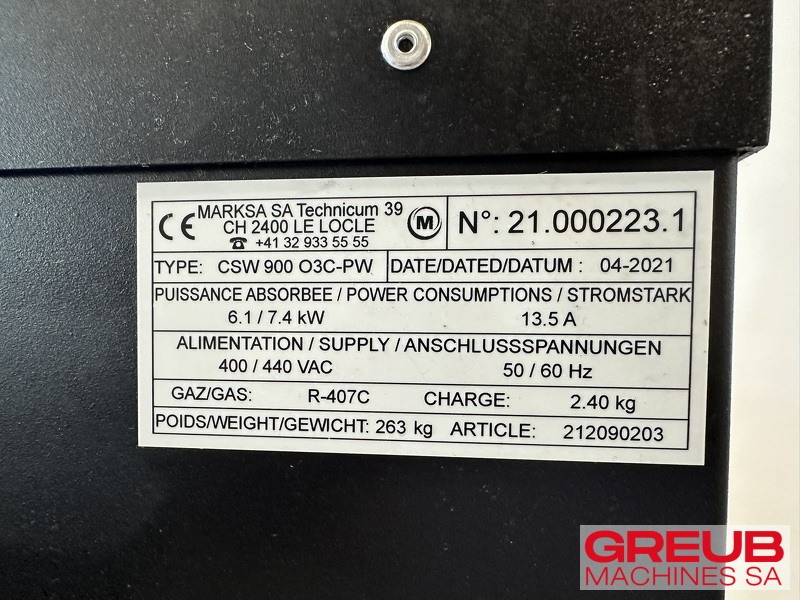 CE MARKSA SA Technicum 39
CH 2400 LE LOCLE
☎ +41 32 933 55 55
M
N°: 21.000223.1
TYPE: CSW 900 O3C-PW
DATE/DATED/DATUM : 04-2021
PUISSANCE ABSORBEE / POWER CONSUMPTIONS / STROMSTARK
6.1 / 7.4 kW 13.5 A
ALIMENTATION / SUPPLY / ANSCHLUSSSPANNUNGEN
400 / 440 VAC 50 / 60 Hz
GAZ/GAS: R-407C CHARGE: 2.40 kg
POIDS/WEIGHT/GEWICHT: 263 kg ARTICLE: 212090203
GREUB
MACHINES SA